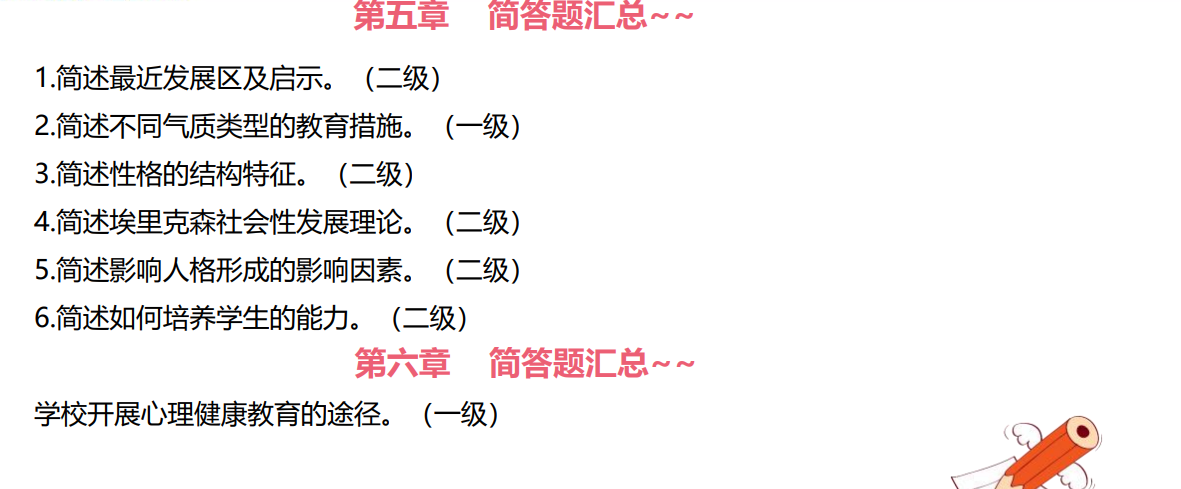 第五章 简答题汇总~~
1.简述最近发展区及启示。（二级）
2.简述不同气质类型的教育措施。（一级）
3.简述性格的结构特征。（二级）
4.简述埃里克森社会性发展理论。（二级）
5.简述影响人格形成的影响因素。（二级）
6.简述如何培养学生的能力。（二级）
第六章 简答题汇总~~
学校开展心理健康教育的途径。（一级）